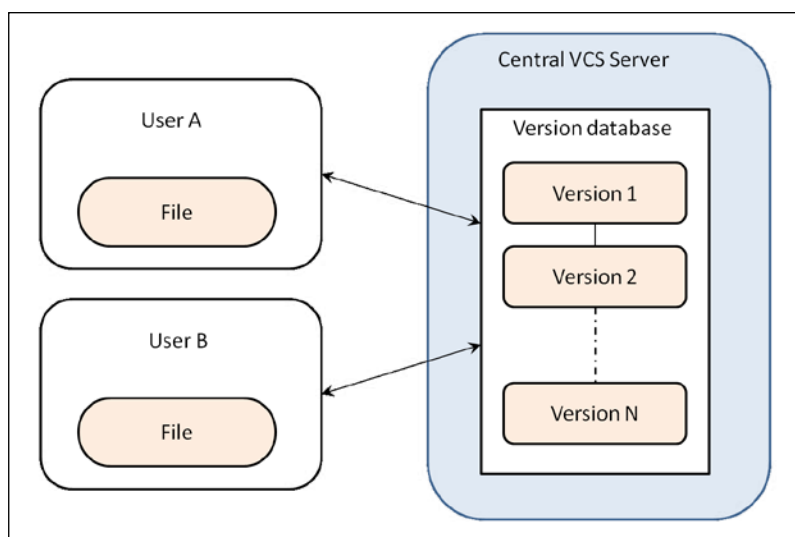 User A
File
User B
File
Central VCS Server
Version database
Version 1
Version 2
Version N